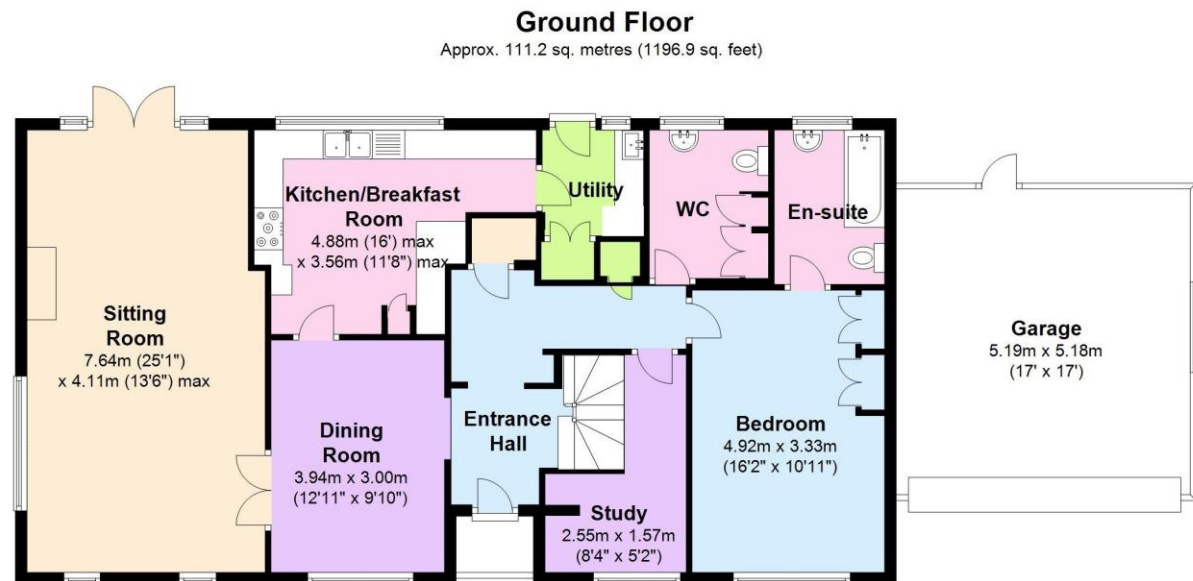 Ground Floor
Approx. 111.2 sq. metres (1196.9 sq. feet)
Kitchen/Breakfast
Room
4.88m (16') max
x 3.56m (11'8") max
Utility
WC
En-suite
Sitting
Room
7.64m (25'1")
x 4.11m (13'6") max
Garage
5.19m x 5.18m
(17' x 17')
Dining
Room
3.94m x 3.00m
(12'11" x 9'10")
Entrance
Hall
Bedroom
4.92m x 3.33m
(16'2" x 10'11")
Study
2.55m x 1.57m
(8'4" x 5'2")